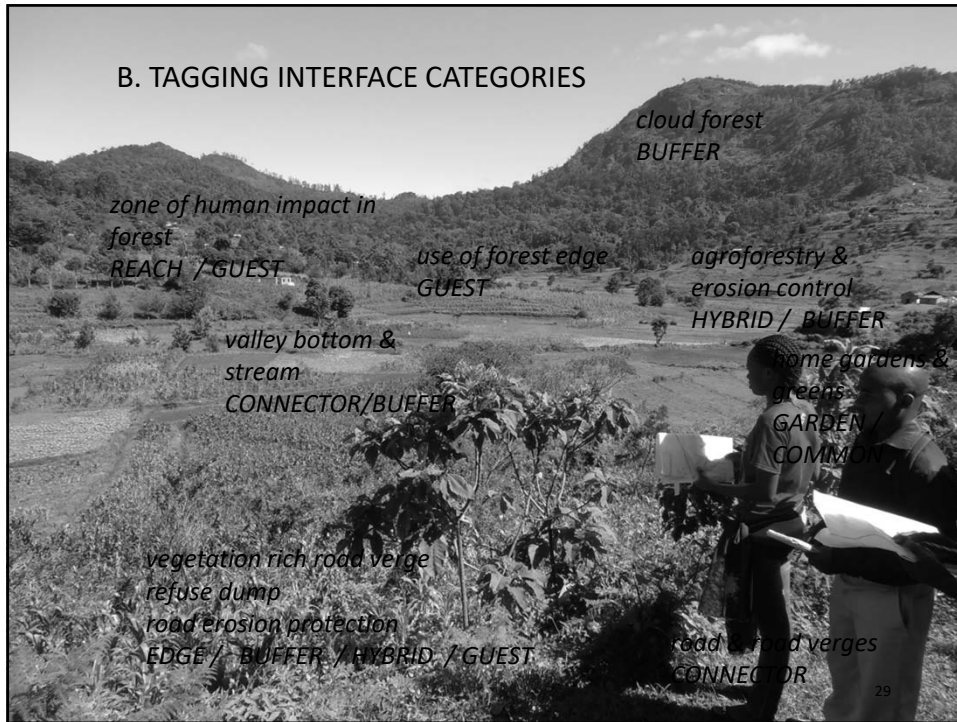 B. TAGGING INTERFACE CATEGORIES
cloud forest
BUFFER
zone of human impact in
forest
REACH / GUEST
use of forest edge
GUEST
agroforestry &
erosion control
HYBRID / BUFFER
valley bottom &
stream
CONNECTOR/BUFFER
home gardens &
greens
GARDEN /
COMMON
vegetation rich road verge
refuse dump
road erosion protection
EDGE / BUFFER / HYBRID / GUEST
road & road verges
CONNECTOR
29